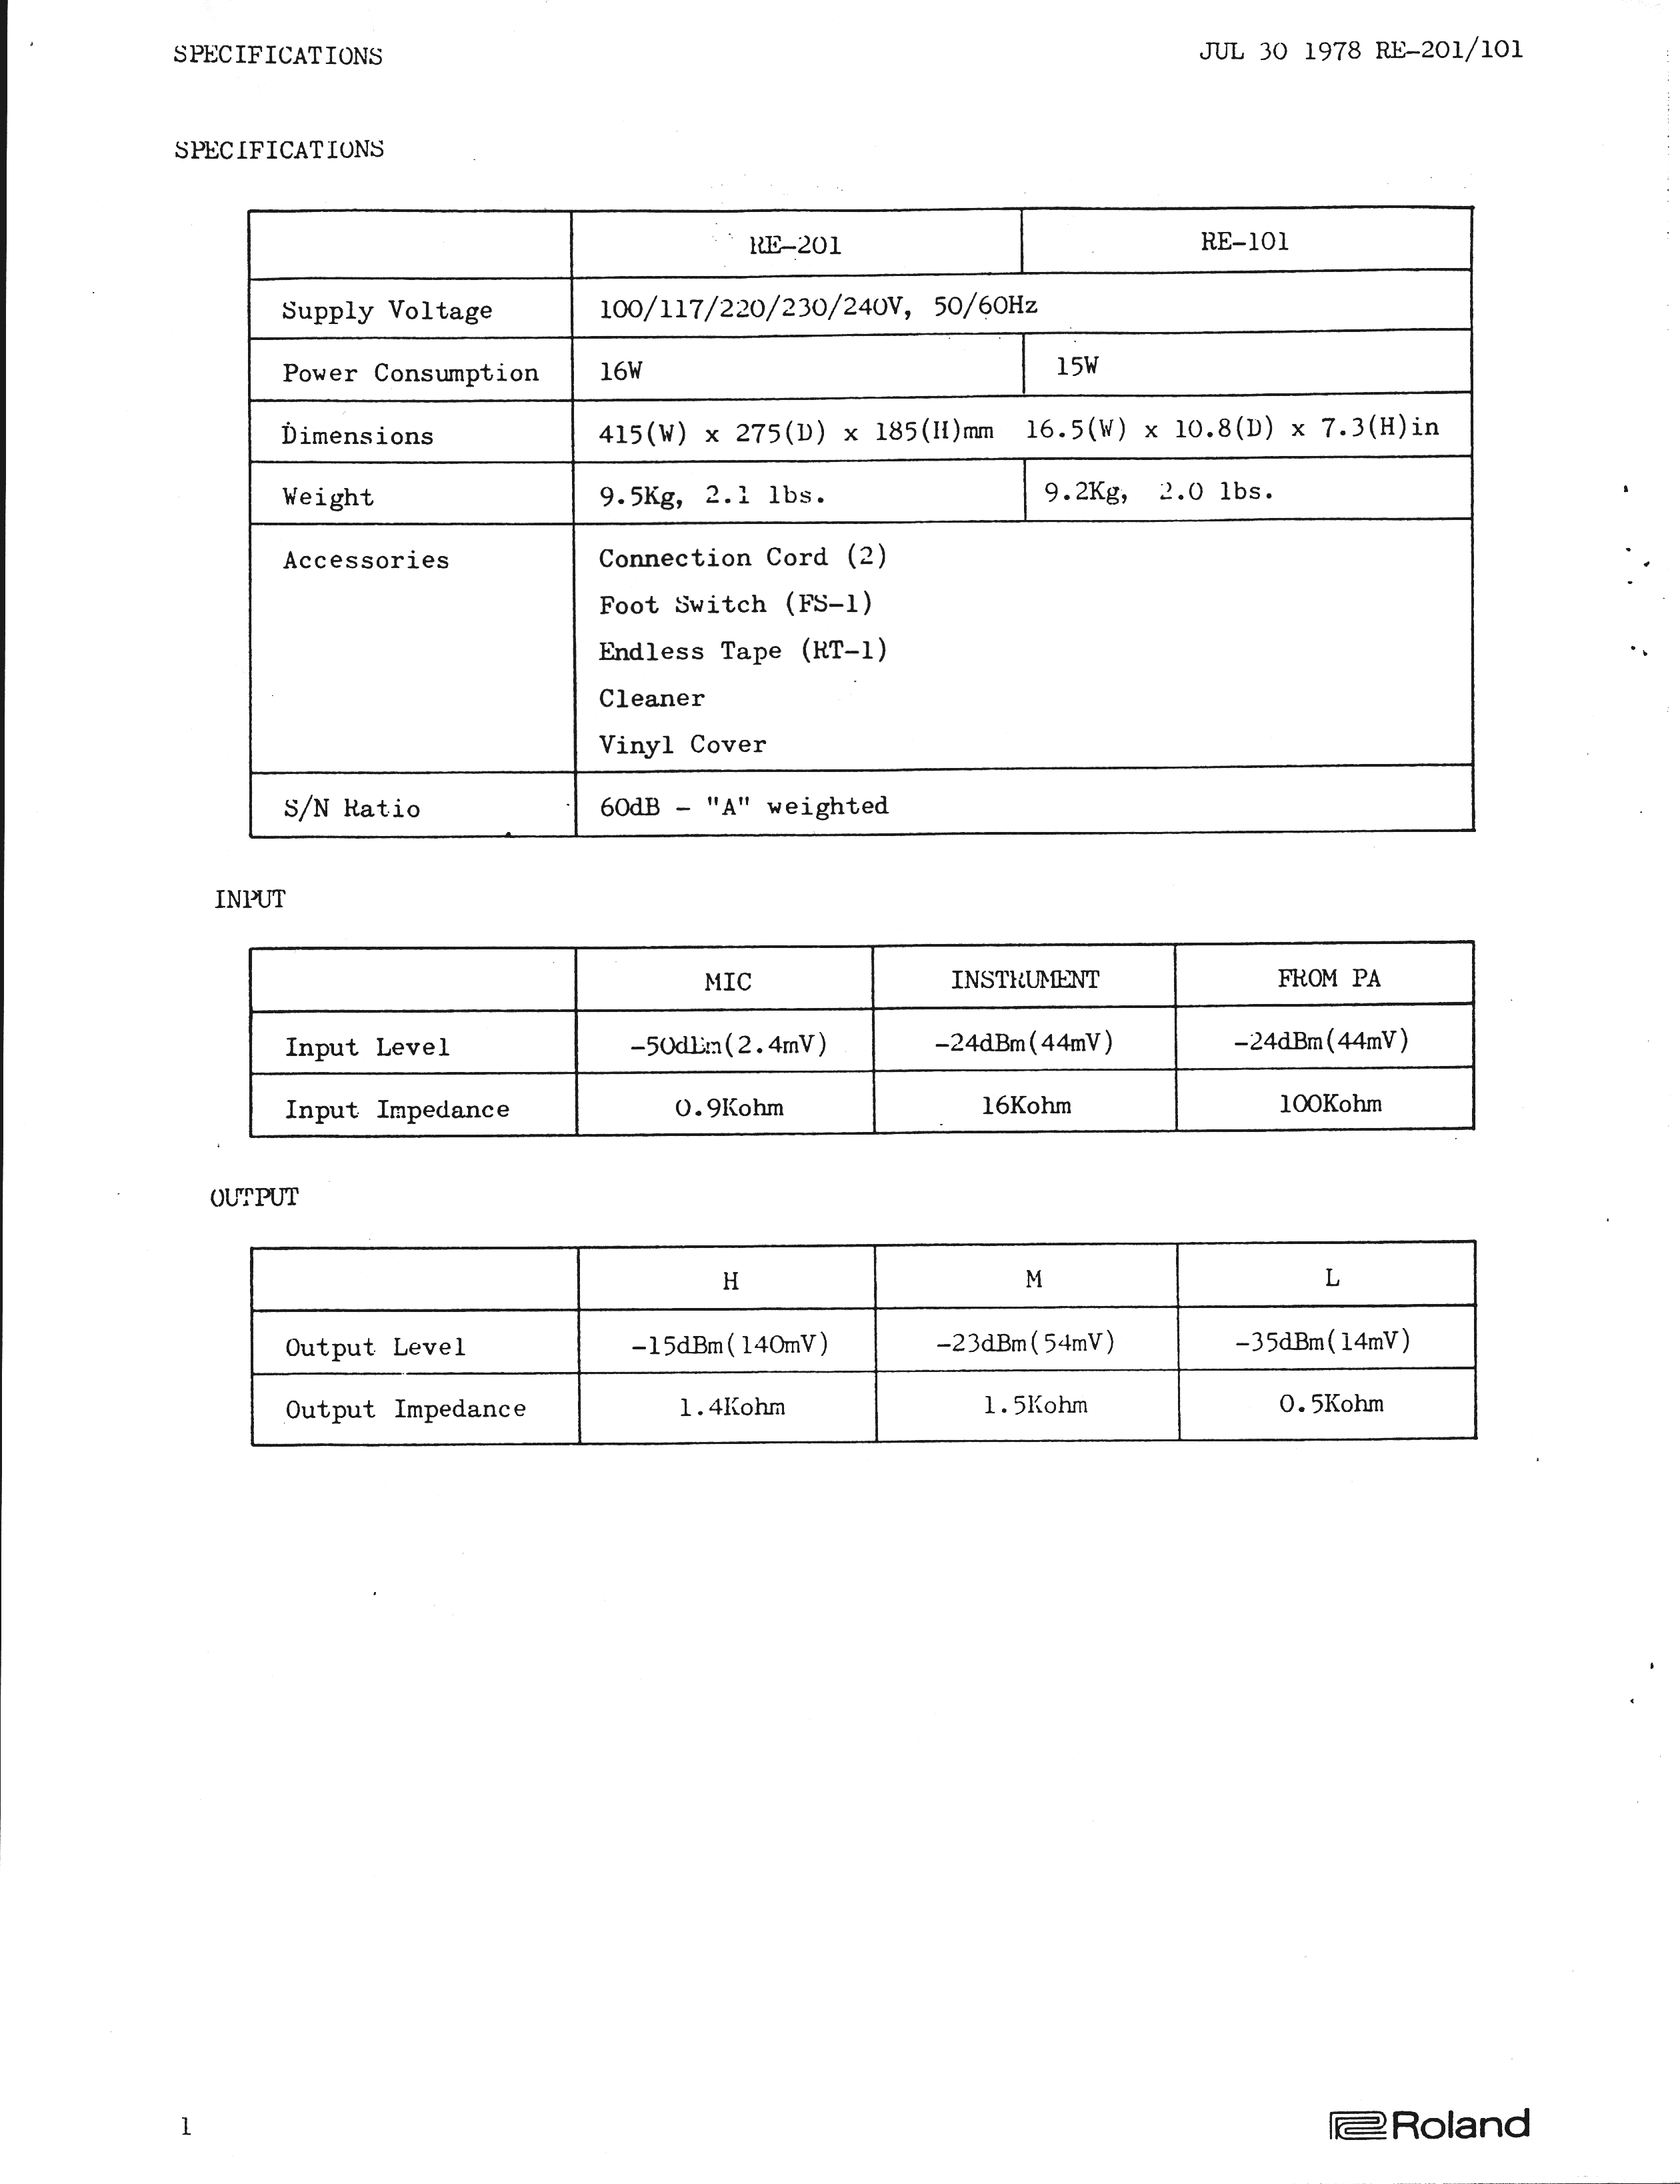 SPECIFICATIONS JUL 30 1978 RE-201/101
SPECIFICATIONS
RE-201 RE-101
Supply Voltage 100/117/220/230/240V, 50/60Hz
Power Consumption 16W 15W
Dimensions 415(W) x 275(D) x 185(H)mm 16.5(W) x 10.8(D) x 7.3(H)in
Weight 9.5Kg, 2.1 lbs. 9.2Kg, 2.0 lbs.
Accessories Connection Cord (2)
Foot Switch (FS-1)
Endless Tape (RT-1)
Cleaner
Vinyl Cover
S/N Ratio 60dB - "A" weighted
INPUT
MIC INSTRUMENT FROM PA
Input Level -50dBm(2.4mV) -24dBm(44mV) -24dBm(44mV)
Input Impedance 0.9Kohm 16Kohm 100Kohm
OUTPUT
H M L
Output Level -15dBm(140mV) -23dBm(54mV) -35dBm(14mV)
Output Impedance 1.4Kohm 1.5Kohm 0.5Kohm
1 Roland